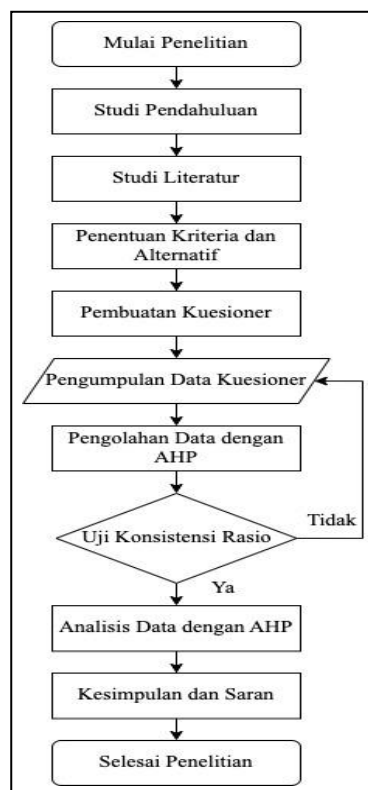 Mulai Penelitian
Studi Pendahuluan
Studi Literatur
Penentuan Kriteria dan
Alternatif
Pembuatan Kuesioner
Pengumpulan Data Kuesioner
Pengolahan Data dengan
AHP
Uji Konsistensi Rasio
Tidak
Ya
Analisis Data dengan AHP
Kesimpulan dan Saran
Selesai Penelitian